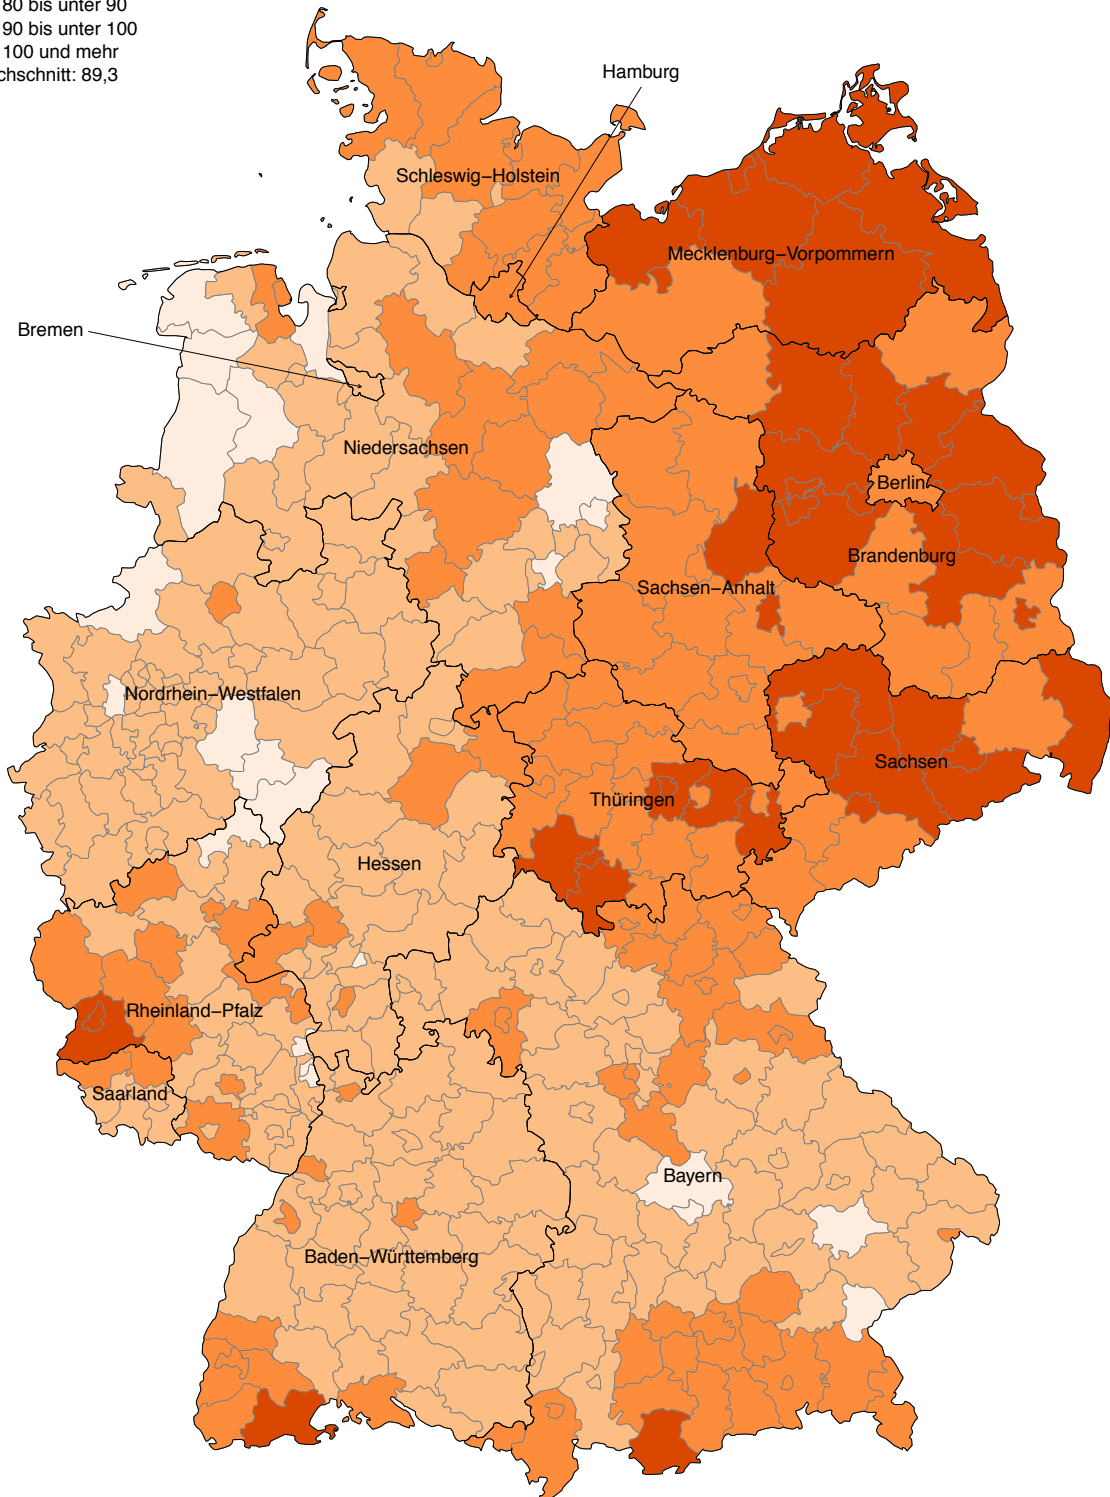 80 bis unter 90
90 bis unter 100
100 und mehr
chschnitt: 89,3
Hamburg
Schleswig−Holstein
Mecklenburg−Vorpommern
Bremen
Niedersachsen
Berlin
Brandenburg
Sachsen−Anhalt
Nordrhein−Westfalen
Sachsen
Thüringen
Hessen
Rheinland−Pfalz
Saarland
Bayern
Baden−Württemberg